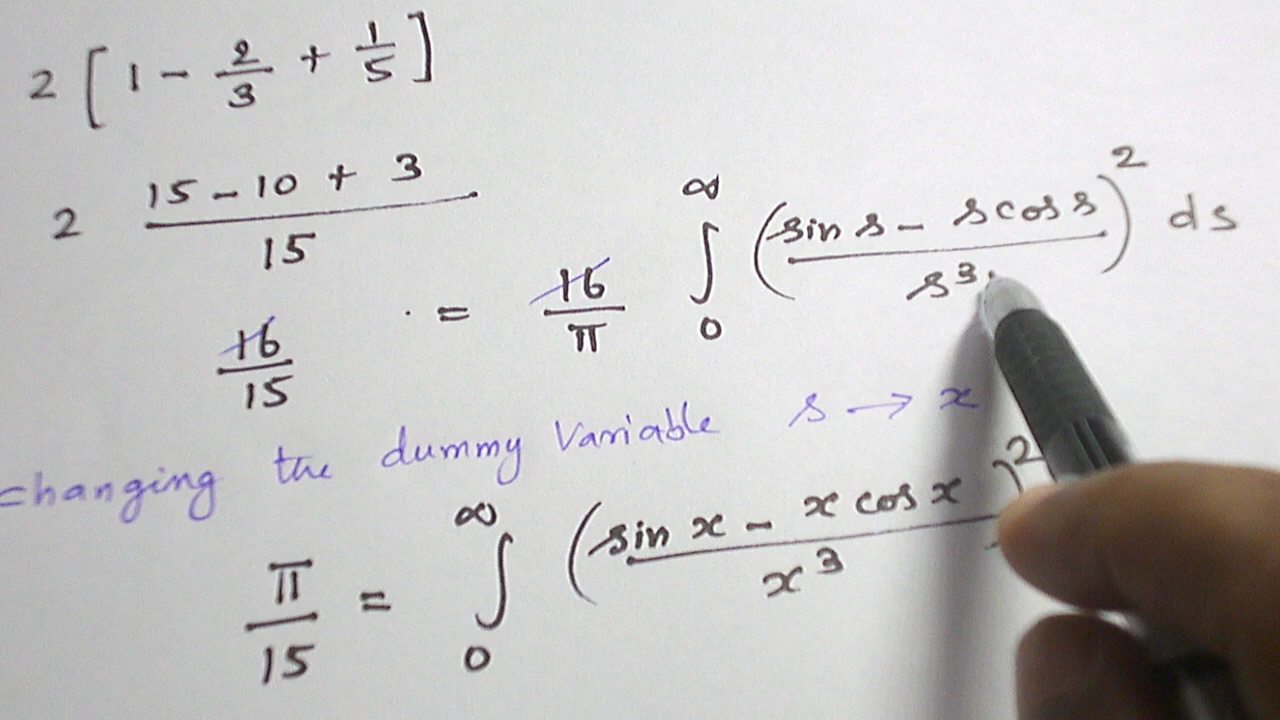 2 [ 1 - 2/3 + 1/5 ]
2 (15 - 10 + 3)/15
16/15 = 16/π ∫₀^∞ ((sin s - s cos s)/s³)² ds
changing the dummy variable s → x
π/15 = ∫₀^∞ ((sin x - x cos x)/x³)²